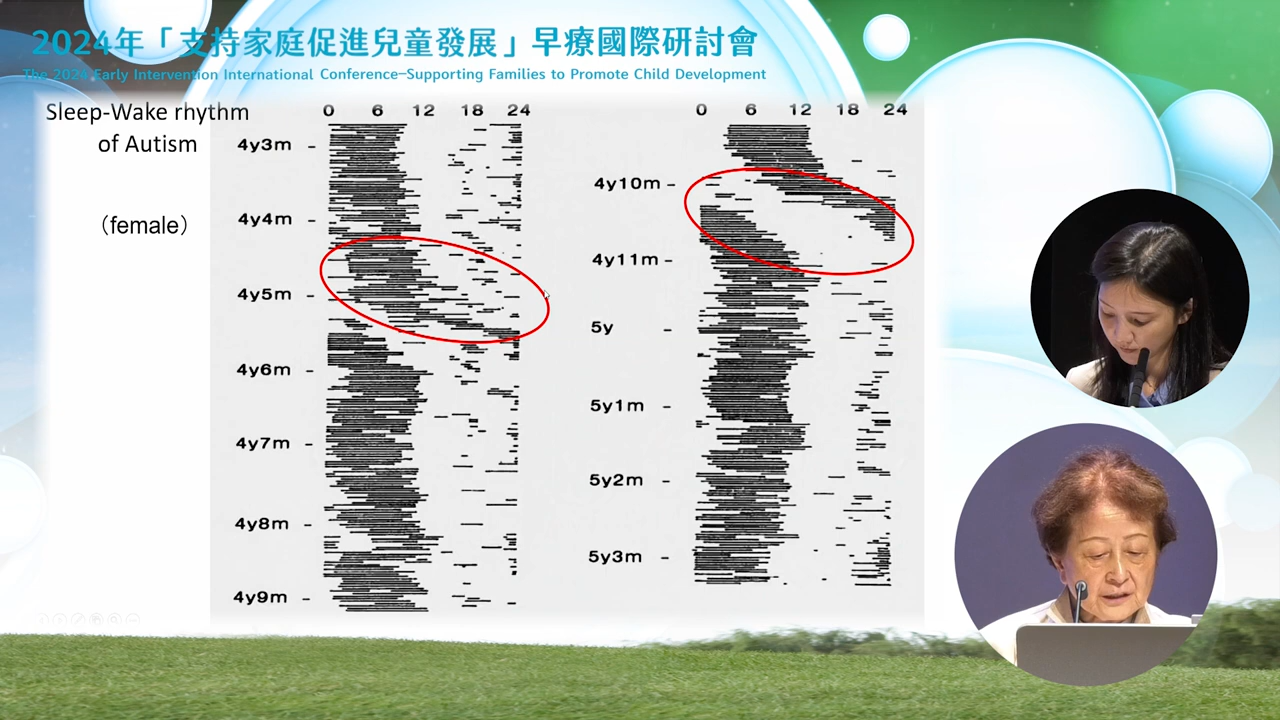 2024年「支持家庭促進兒童發展」早療國際研討會
The 2024 Early Intervention International Conference–Supporting Families to Promote Child Development
Sleep-Wake rhythm
of Autism
（female）
0 6 12 18 24
4y3m
4y4m
4y5m
4y6m
4y7m
4y8m
4y9m
0 6 12 18 24
4y10m
4y11m
5y
5y1m
5y2m
5y3m